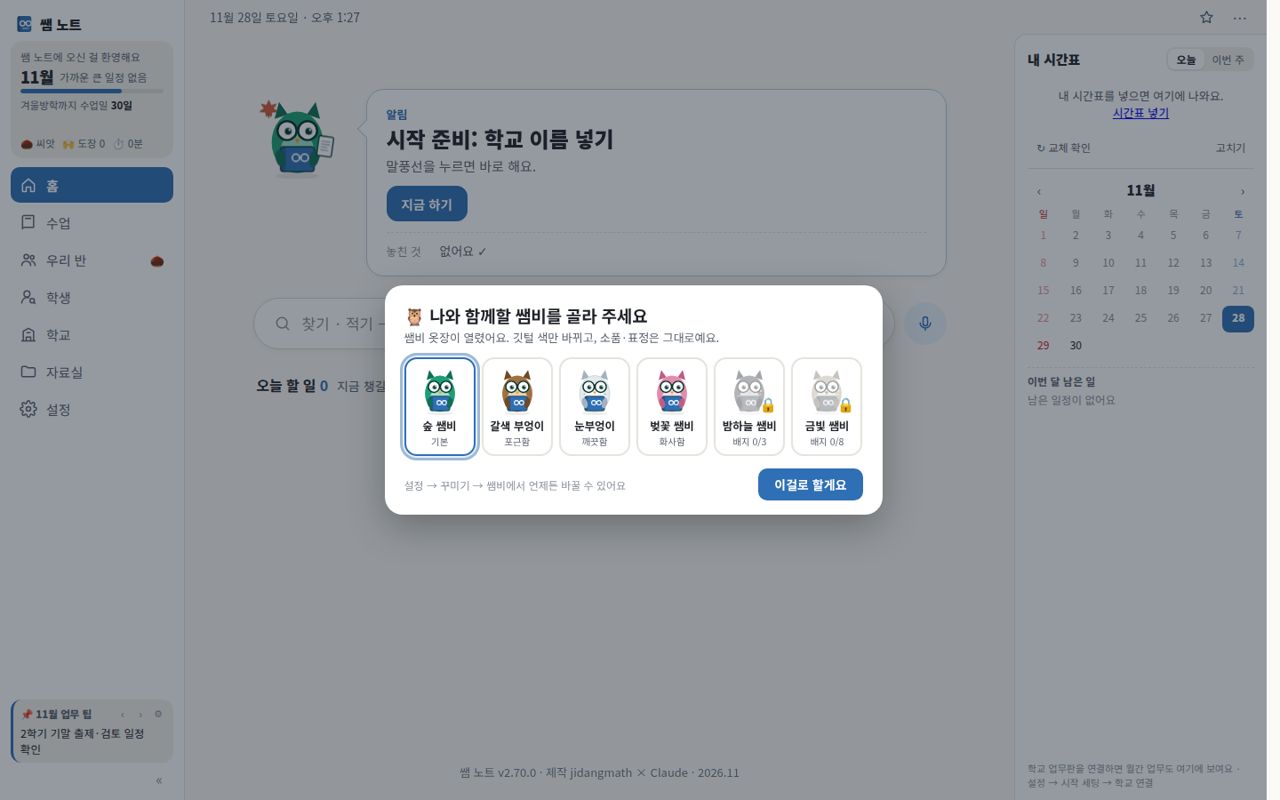 쌤 노트
쌤 노트에 오신 걸 환영해요
11월 가까운 큰 일정 없음
겨울방학까지 수업일 30일
씨앗 도장 0 0분
홈
수업
우리 반
학생
학교
자료실
설정
📌 11월 업무 팁 ‹ ›
2학기 기말 출제·검토 일정
확인
«
11월 28일 토요일 · 오후 1:27
알림
시작 준비: 학교 이름 넣기
말풍선을 누르면 바로 해요.
지금 하기
놓친 것 없어요 ✓
찾기 · 적기
오늘 할 일 0 지금 챙길
🦉 나와 함께할 쌤비를 골라 주세요
쌤비 옷장이 열렸어요. 깃털 색만 바뀌고, 소품·표정은 그대로예요.
숲 쌤비
기본
갈색 부엉이
포근함
눈부엉이
깨끗함
벚꽃 쌤비
화사함
밤하늘 쌤비
배지 0/3
금빛 쌤비
배지 0/8
설정 → 꾸미기 → 쌤비에서 언제든 바꿀 수 있어요
이걸로 할게요
쌤 노트 v2.70.0 · 제작 jidangmath × Claude · 2026.11
내 시간표
오늘 이번 주
내 시간표를 넣으면 여기에 나와요.
시간표 넣기
↻ 교체 확인 고치기
‹ 11월 ›
일 월 화 수 목 금 토
1 2 3 4 5 6 7
8 9 10 11 12 13 14
15 16 17 18 19 20 21
22 23 24 25 26 27 28
29 30
이번 달 남은 일
남은 일정이 없어요
학교 업무판을 연결하면 월간 업무도 여기에 보여요 ·
설정 → 시작 세팅 → 학교 연결